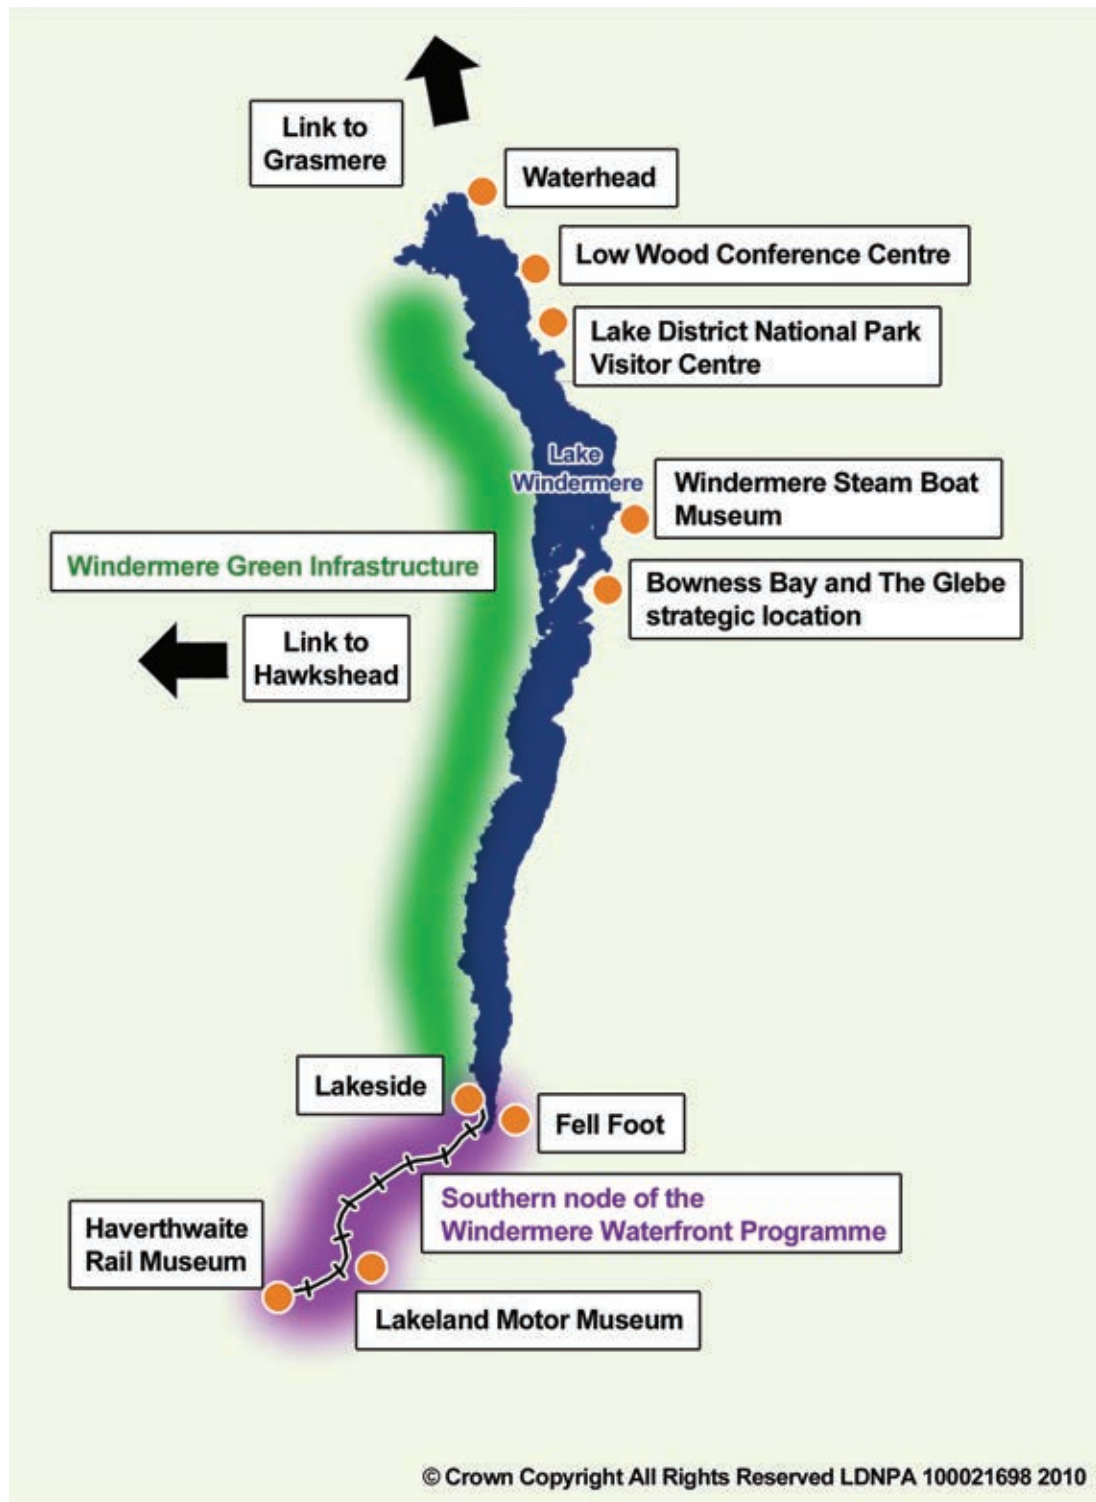 Link to
Grasmere
Waterhead
Low Wood Conference Centre
Lake District National Park
Visitor Centre
Lake
Windermere
Windermere Steam Boat
Museum
Windermere Green Infrastructure
Bowness Bay and The Glebe
strategic location
Link to
Hawkshead
Lakeside
Fell Foot
Southern node of the
Windermere Waterfront Programme
Haverthwaite
Rail Museum
Lakeland Motor Museum
© Crown Copyright All Rights Reserved LDNPA 100021698 2010